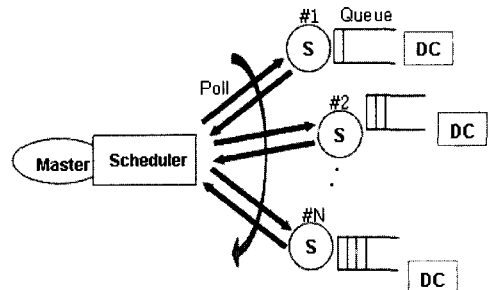 #1
Queue
S
DC
Poll
#2
S
DC
Master
Scheduler
#N
S
DC